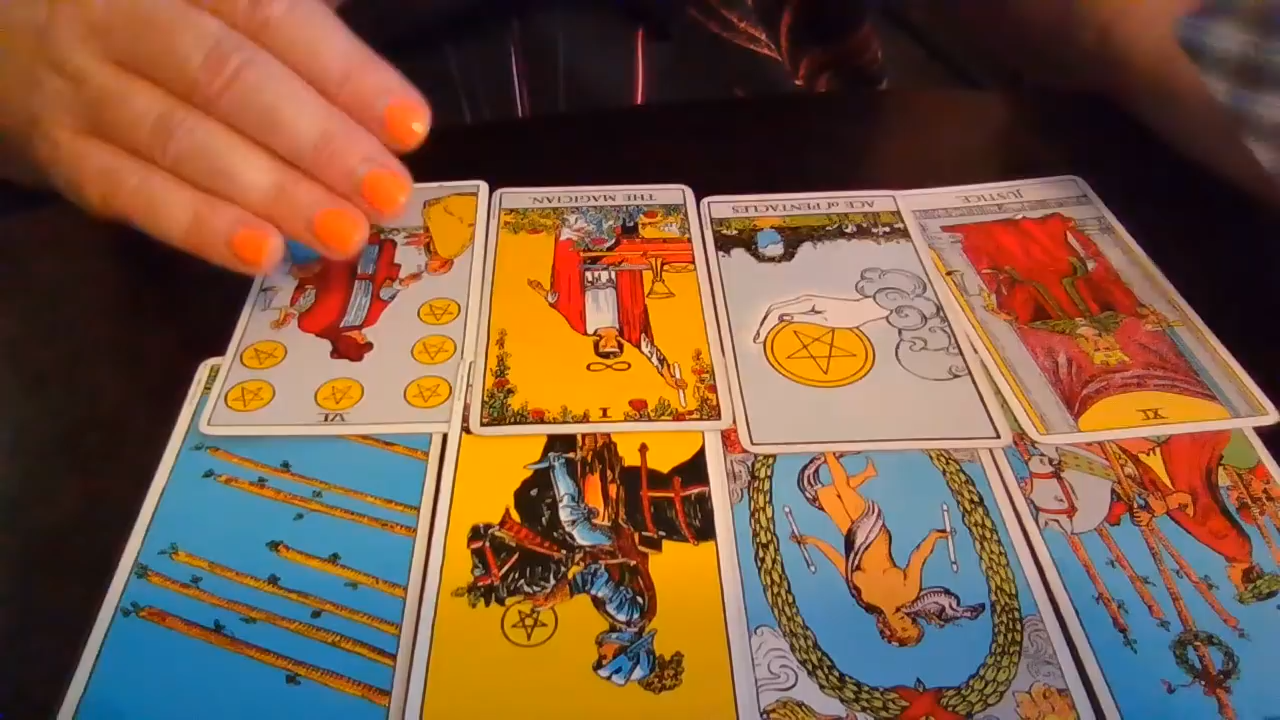 THE MAGICIAN.
ACE of PENTACLES
JUSTICE.
VI
I
XI